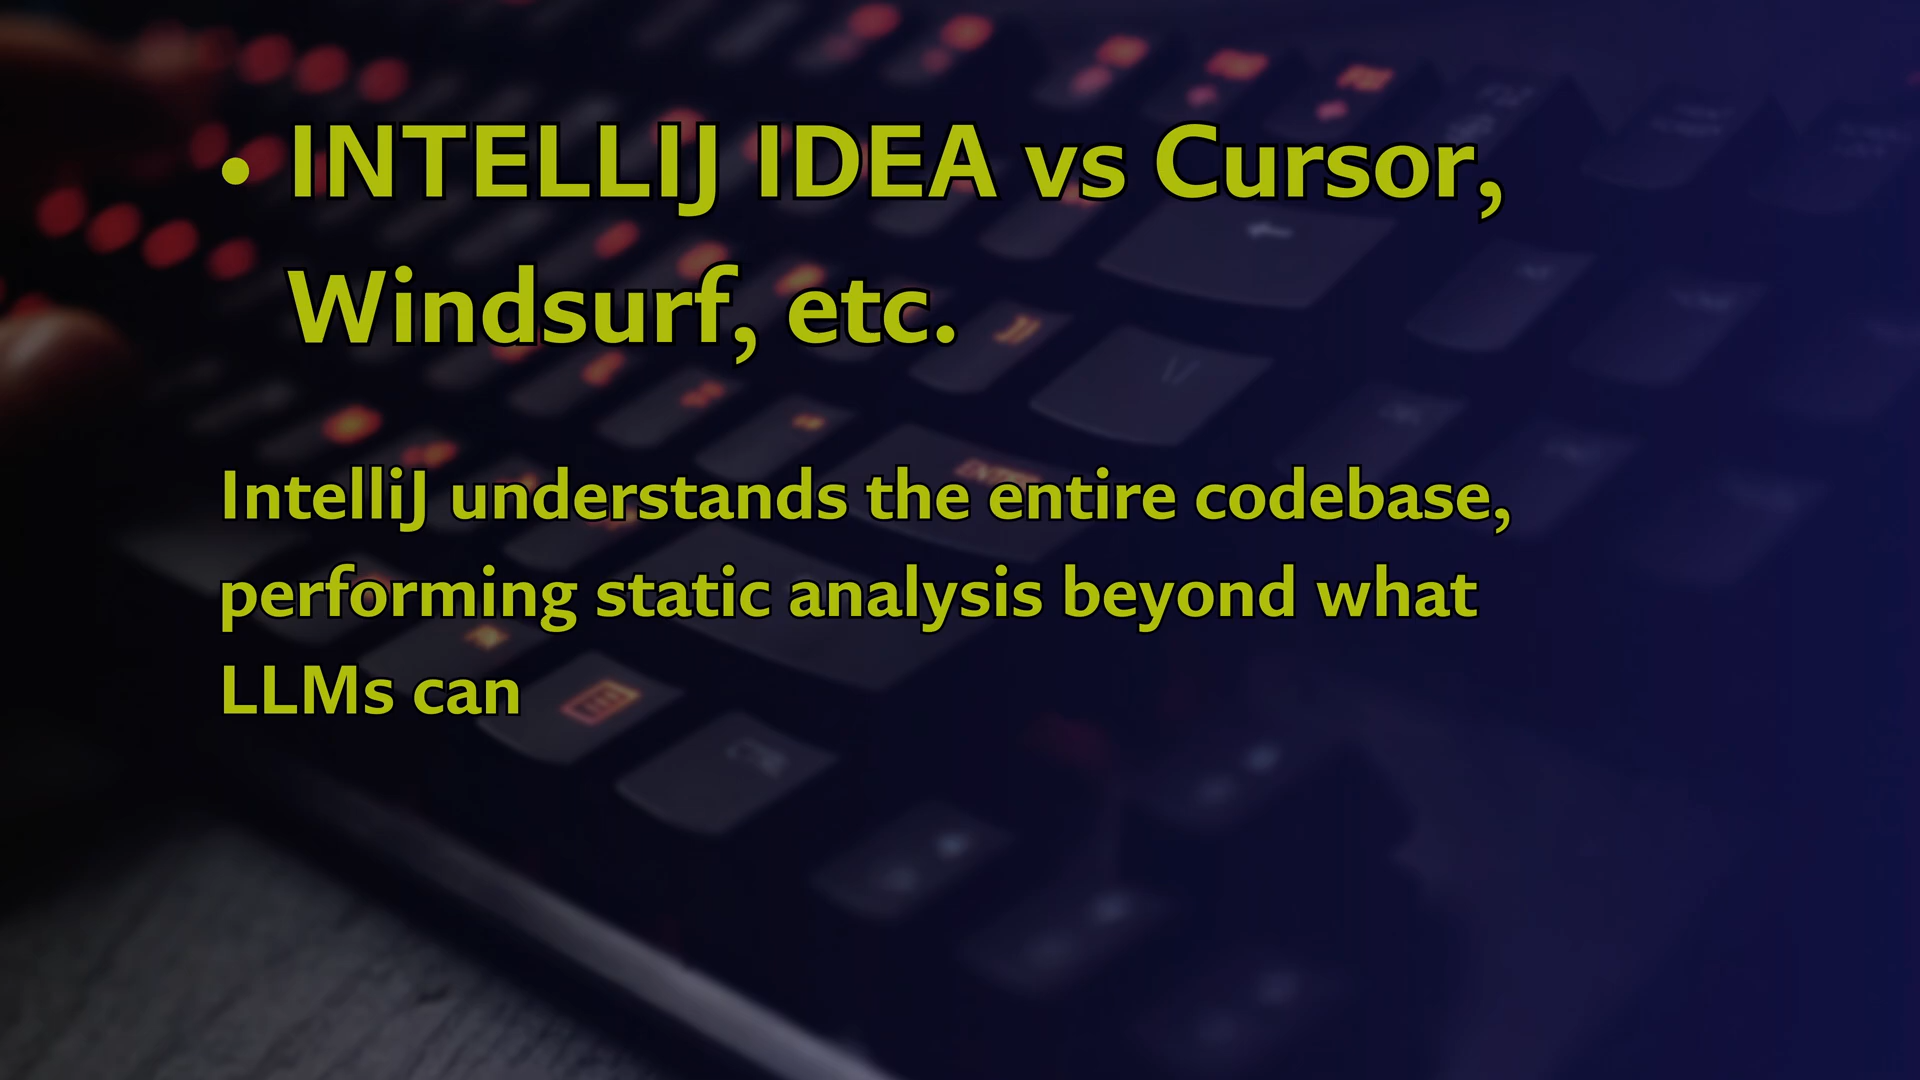 • INTELLIJ IDEA vs Cursor,
Windsurf, etc.
IntelliJ understands the entire codebase,
performing static analysis beyond what
LLMs can